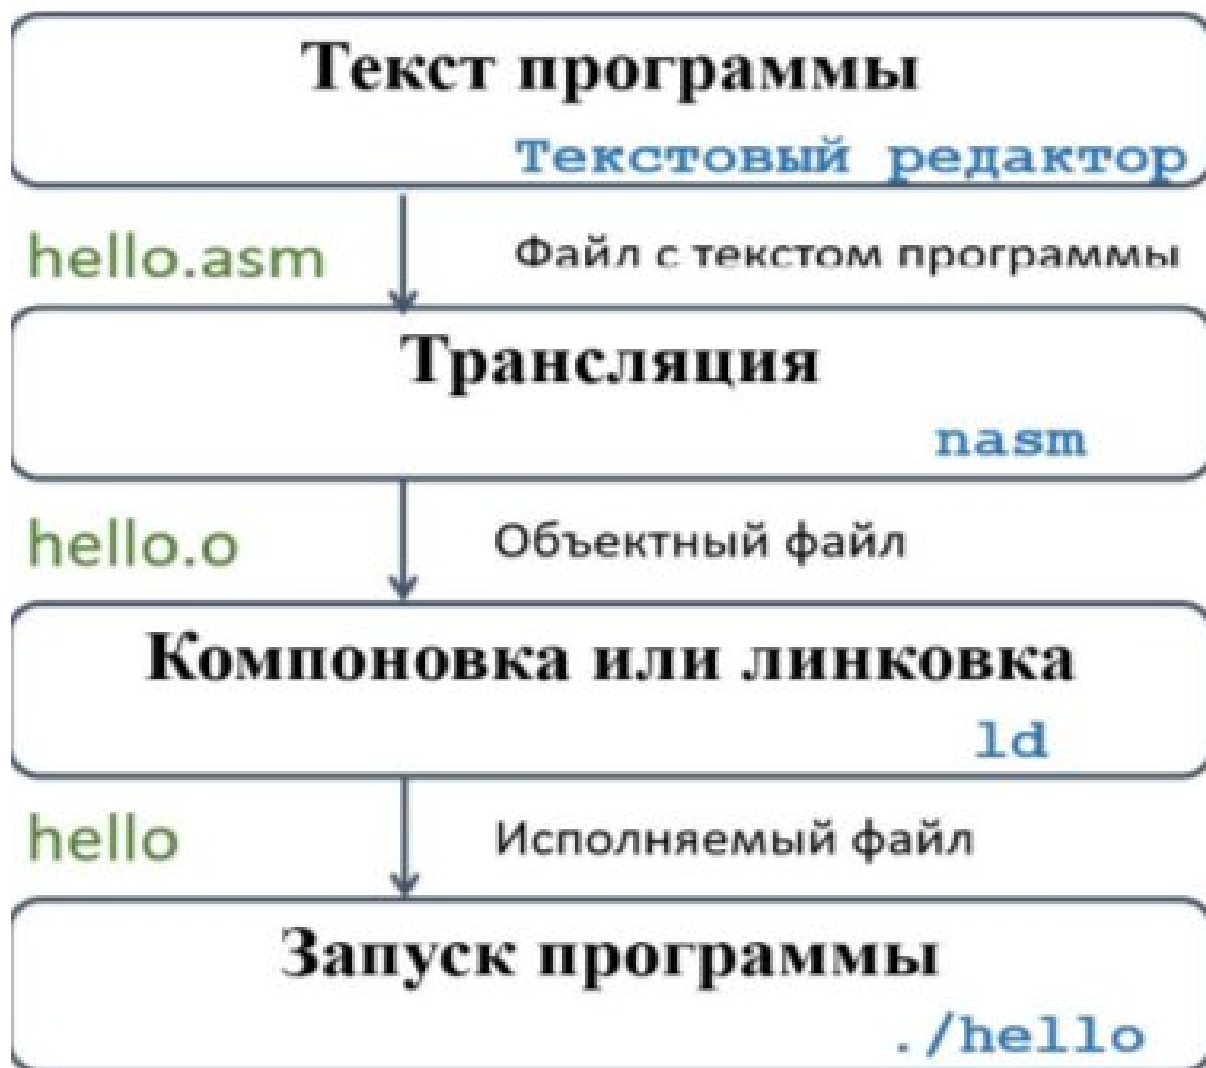 Текст программы
Текстовый редактор
hello.asm
Файл с текстом программы
Трансляция
nasm
hello.o
Объектный файл
Компоновка или линковка
ld
hello
Исполняемый файл
Запуск программы
./hello